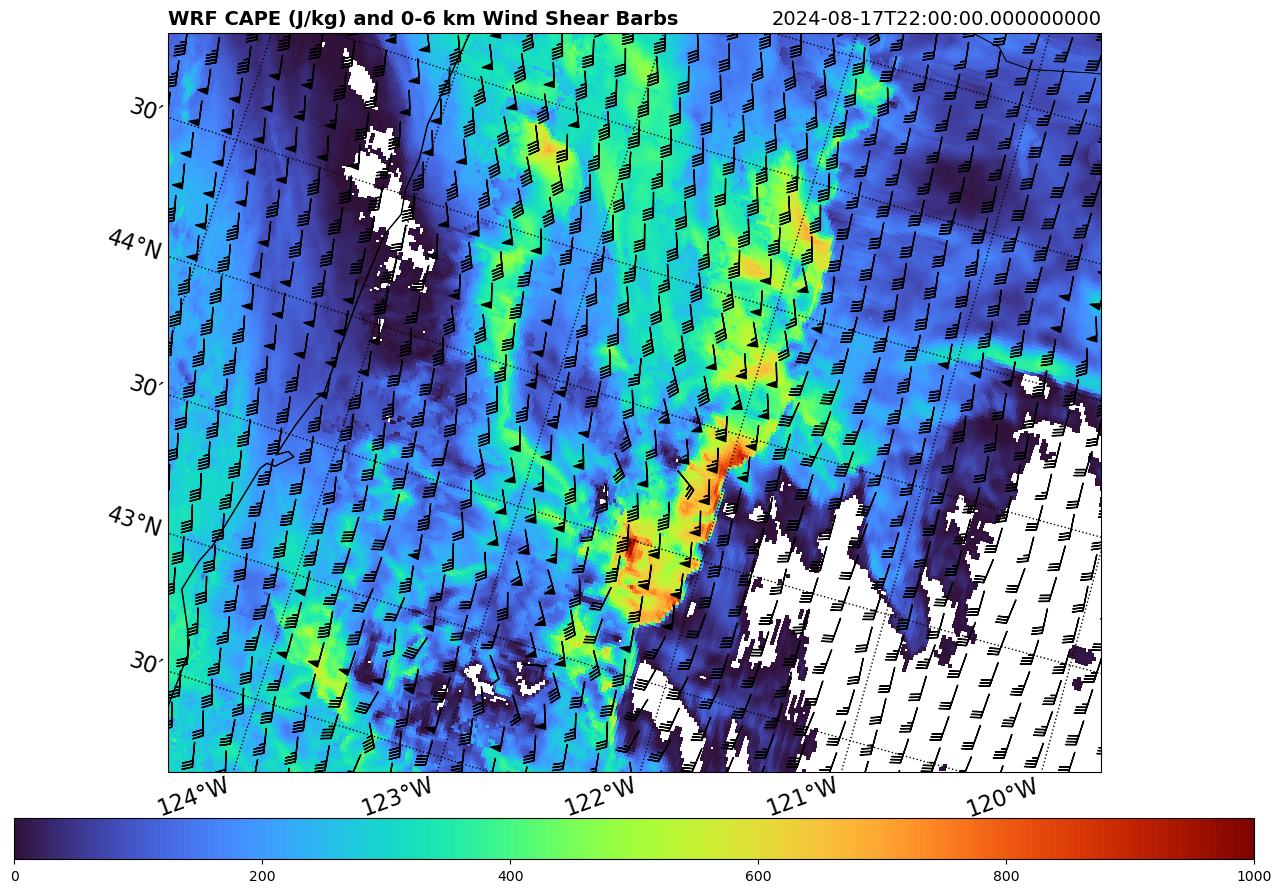 WRF CAPE (J/kg) and 0-6 km Wind Shear Barbs
2024-08-17T22:00:00.000000000
30′
44°N
30′
43°N
30′
124°W
123°W
122°W
121°W
120°W
0
200
400
600
800
1000